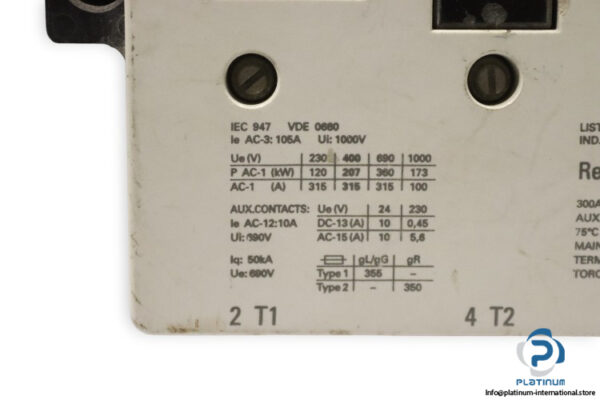 IEC 947 VDE 0660
Ie AC-3: 105A Ui: 1000V
Ue (V) 230 400 690 1000
P AC-1 (kW) 120 207 360 173
AC-1 (A) 315 315 315 100
AUX.CONTACTS: Ue (V) 24 230
Ie AC-12:10A DC-13 (A) 10 0,45
Ui: 690V AC-15 (A) 10 5,6
Iq: 50kA gL/gG gR
Ue: 690V Type 1 355 –
Type 2 – 350
2 T1 4 T2
LIST
IND.
Re
300A
AUX
75°C
MAIN
TERM
TORQ
PLATINUM
info@platinum-international.store